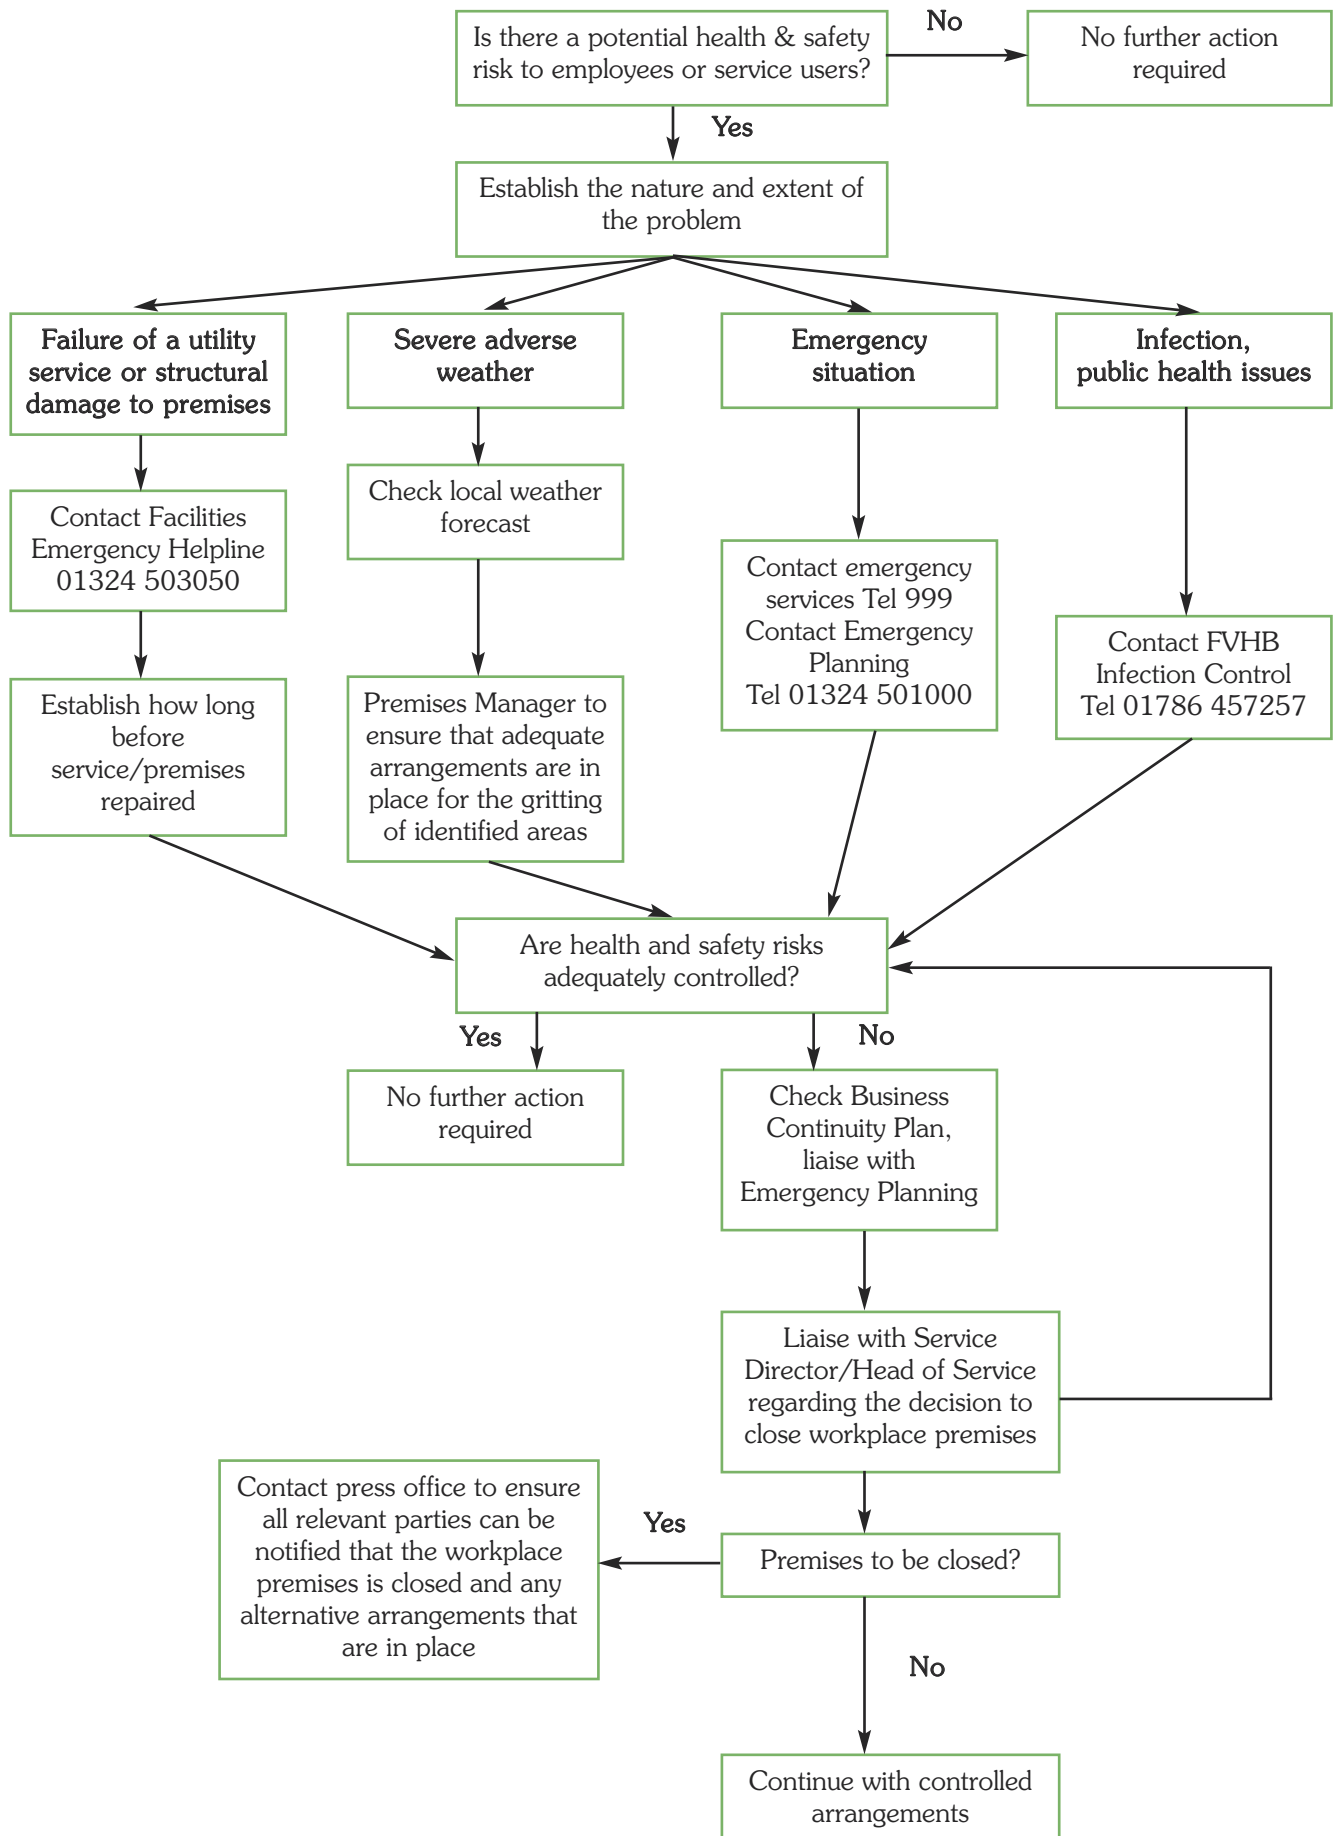 Is there a potential health & safety
risk to employees or service users?
No
No further action
required
Yes
Establish the nature and extent of
the problem
Failure of a utility
service or structural
damage to premises
Severe adverse
weather
Emergency
situation
Infection,
public health issues
Contact Facilities
Emergency Helpline
01324 503050
Check local weather
forecast
Contact emergency
services Tel 999
Contact Emergency
Planning
Tel 01324 501000
Contact FVHB
Infection Control
Tel 01786 457257
Establish how long
before
service/premises
repaired
Premises Manager to
ensure that adequate
arrangements are in
place for the gritting
of identified areas
Are health and safety risks
adequately controlled?
Yes
No
No further action
required
Check Business
Continuity Plan,
liaise with
Emergency Planning
Liaise with Service
Director/Head of Service
regarding the decision to
close workplace premises
Contact press office to ensure
all relevant parties can be
notified that the workplace
premises is closed and any
alternative arrangements that
are in place
Yes
Premises to be closed?
No
Continue with controlled
arrangements